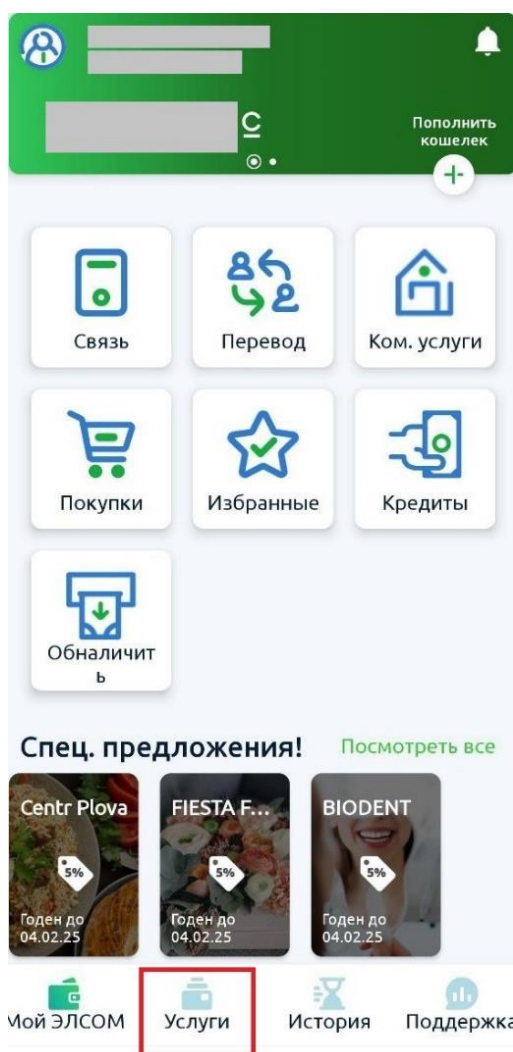 С
Пополнить
кошелек
Связь
Перевод
Ком. услуги
Покупки
Избранные
Кредиты
Обналичит
ь
Спец. предложения!
Посмотреть все
Centr Plova
FIESTA F...
BIODENT
5%
5%
5%
Годен до
04.02.25
Годен до
04.02.25
Годен до
04.02.25
Мой ЭЛСОМ
Услуги
История
Поддержка